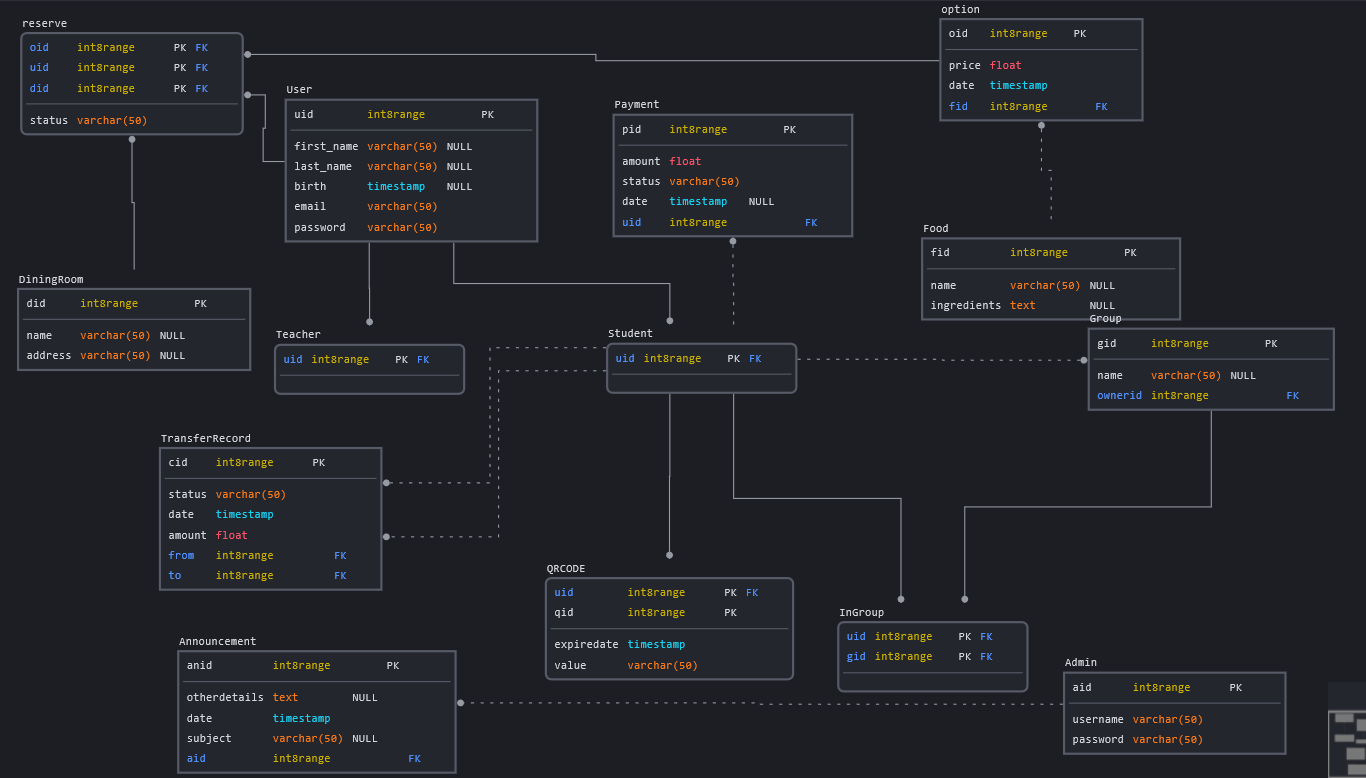 reserve
oid int8range PK FK
uid int8range PK FK
did int8range PK FK
status varchar(50)
option
oid int8range PK
price float
date timestamp
fid int8range FK
User
uid int8range PK
first_name varchar(50) NULL
last_name varchar(50) NULL
birth timestamp NULL
email varchar(50)
password varchar(50)
Payment
pid int8range PK
amount float
status varchar(50)
date timestamp NULL
uid int8range FK
Food
fid int8range PK
name varchar(50) NULL
ingredients text NULL
DiningRoom
did int8range PK
name varchar(50) NULL
address varchar(50) NULL
Teacher
uid int8range PK FK
Student
uid int8range PK FK
Group
gid int8range PK
name varchar(50) NULL
ownerid int8range FK
TransferRecord
cid int8range PK
status varchar(50)
date timestamp
amount float
from int8range FK
to int8range FK
QRCODE
uid int8range PK FK
qid int8range PK
expiredate timestamp
value varchar(50)
InGroup
uid int8range PK FK
gid int8range PK FK
Announcement
anid int8range PK
otherdetails text NULL
date timestamp
subject varchar(50) NULL
aid int8range FK
Admin
aid int8range PK
username varchar(50)
password varchar(50)